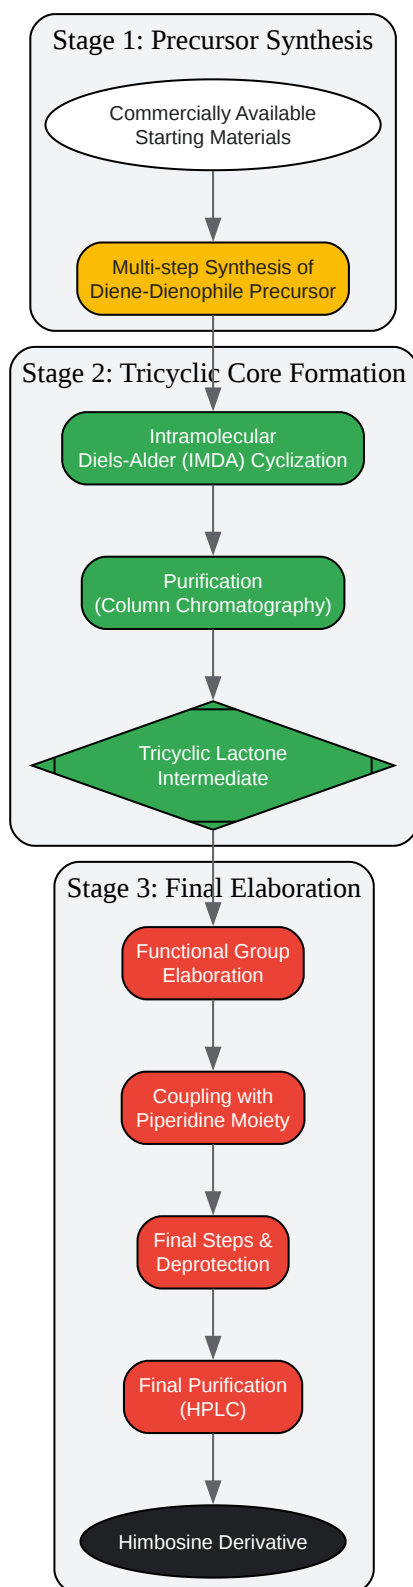 Stage 1: Precursor Synthesis
Commercially Available
Starting Materials
Multi-step Synthesis of
Diene-Dienophile Precursor
Stage 2: Tricyclic Core Formation
Intramolecular
Diels-Alder (IMDA) Cyclization
Purification
(Column Chromatography)
Tricyclic Lactone
Intermediate
Stage 3: Final Elaboration
Functional Group
Elaboration
Coupling with
Piperidine Moiety
Final Steps &
Deprotection
Final Purification
(HPLC)
Himbosine Derivative